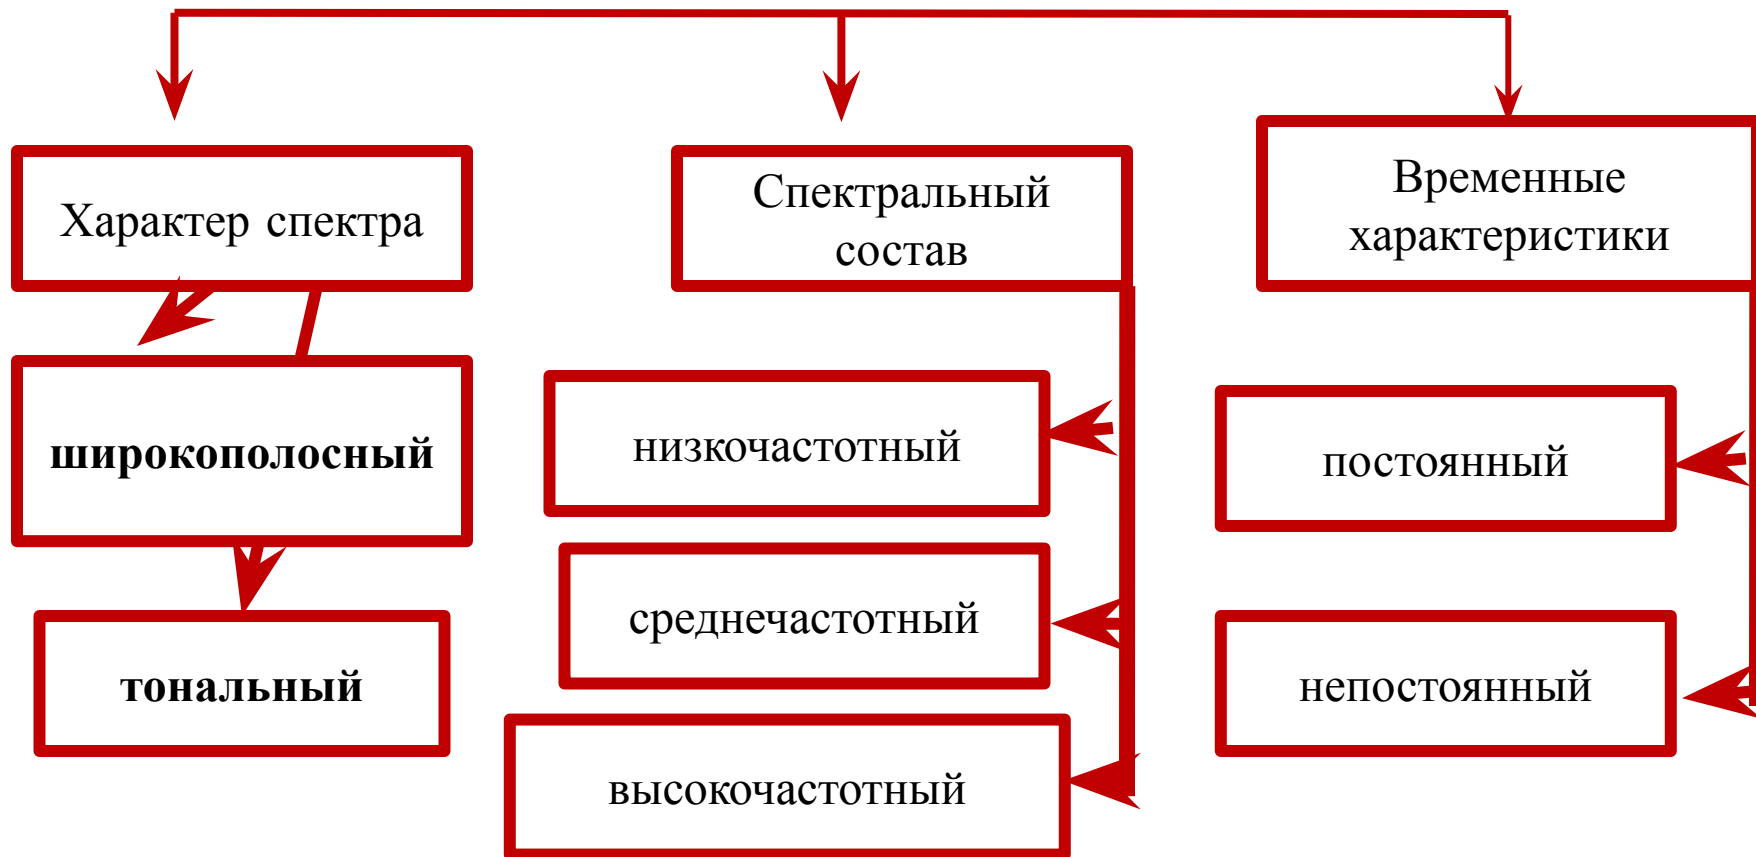 Характер спектра
широкополосный
тональный
Спектральный
состав
низкочастотный
среднечастотный
высокочастотный
Временные
характеристики
постоянный
непостоянный